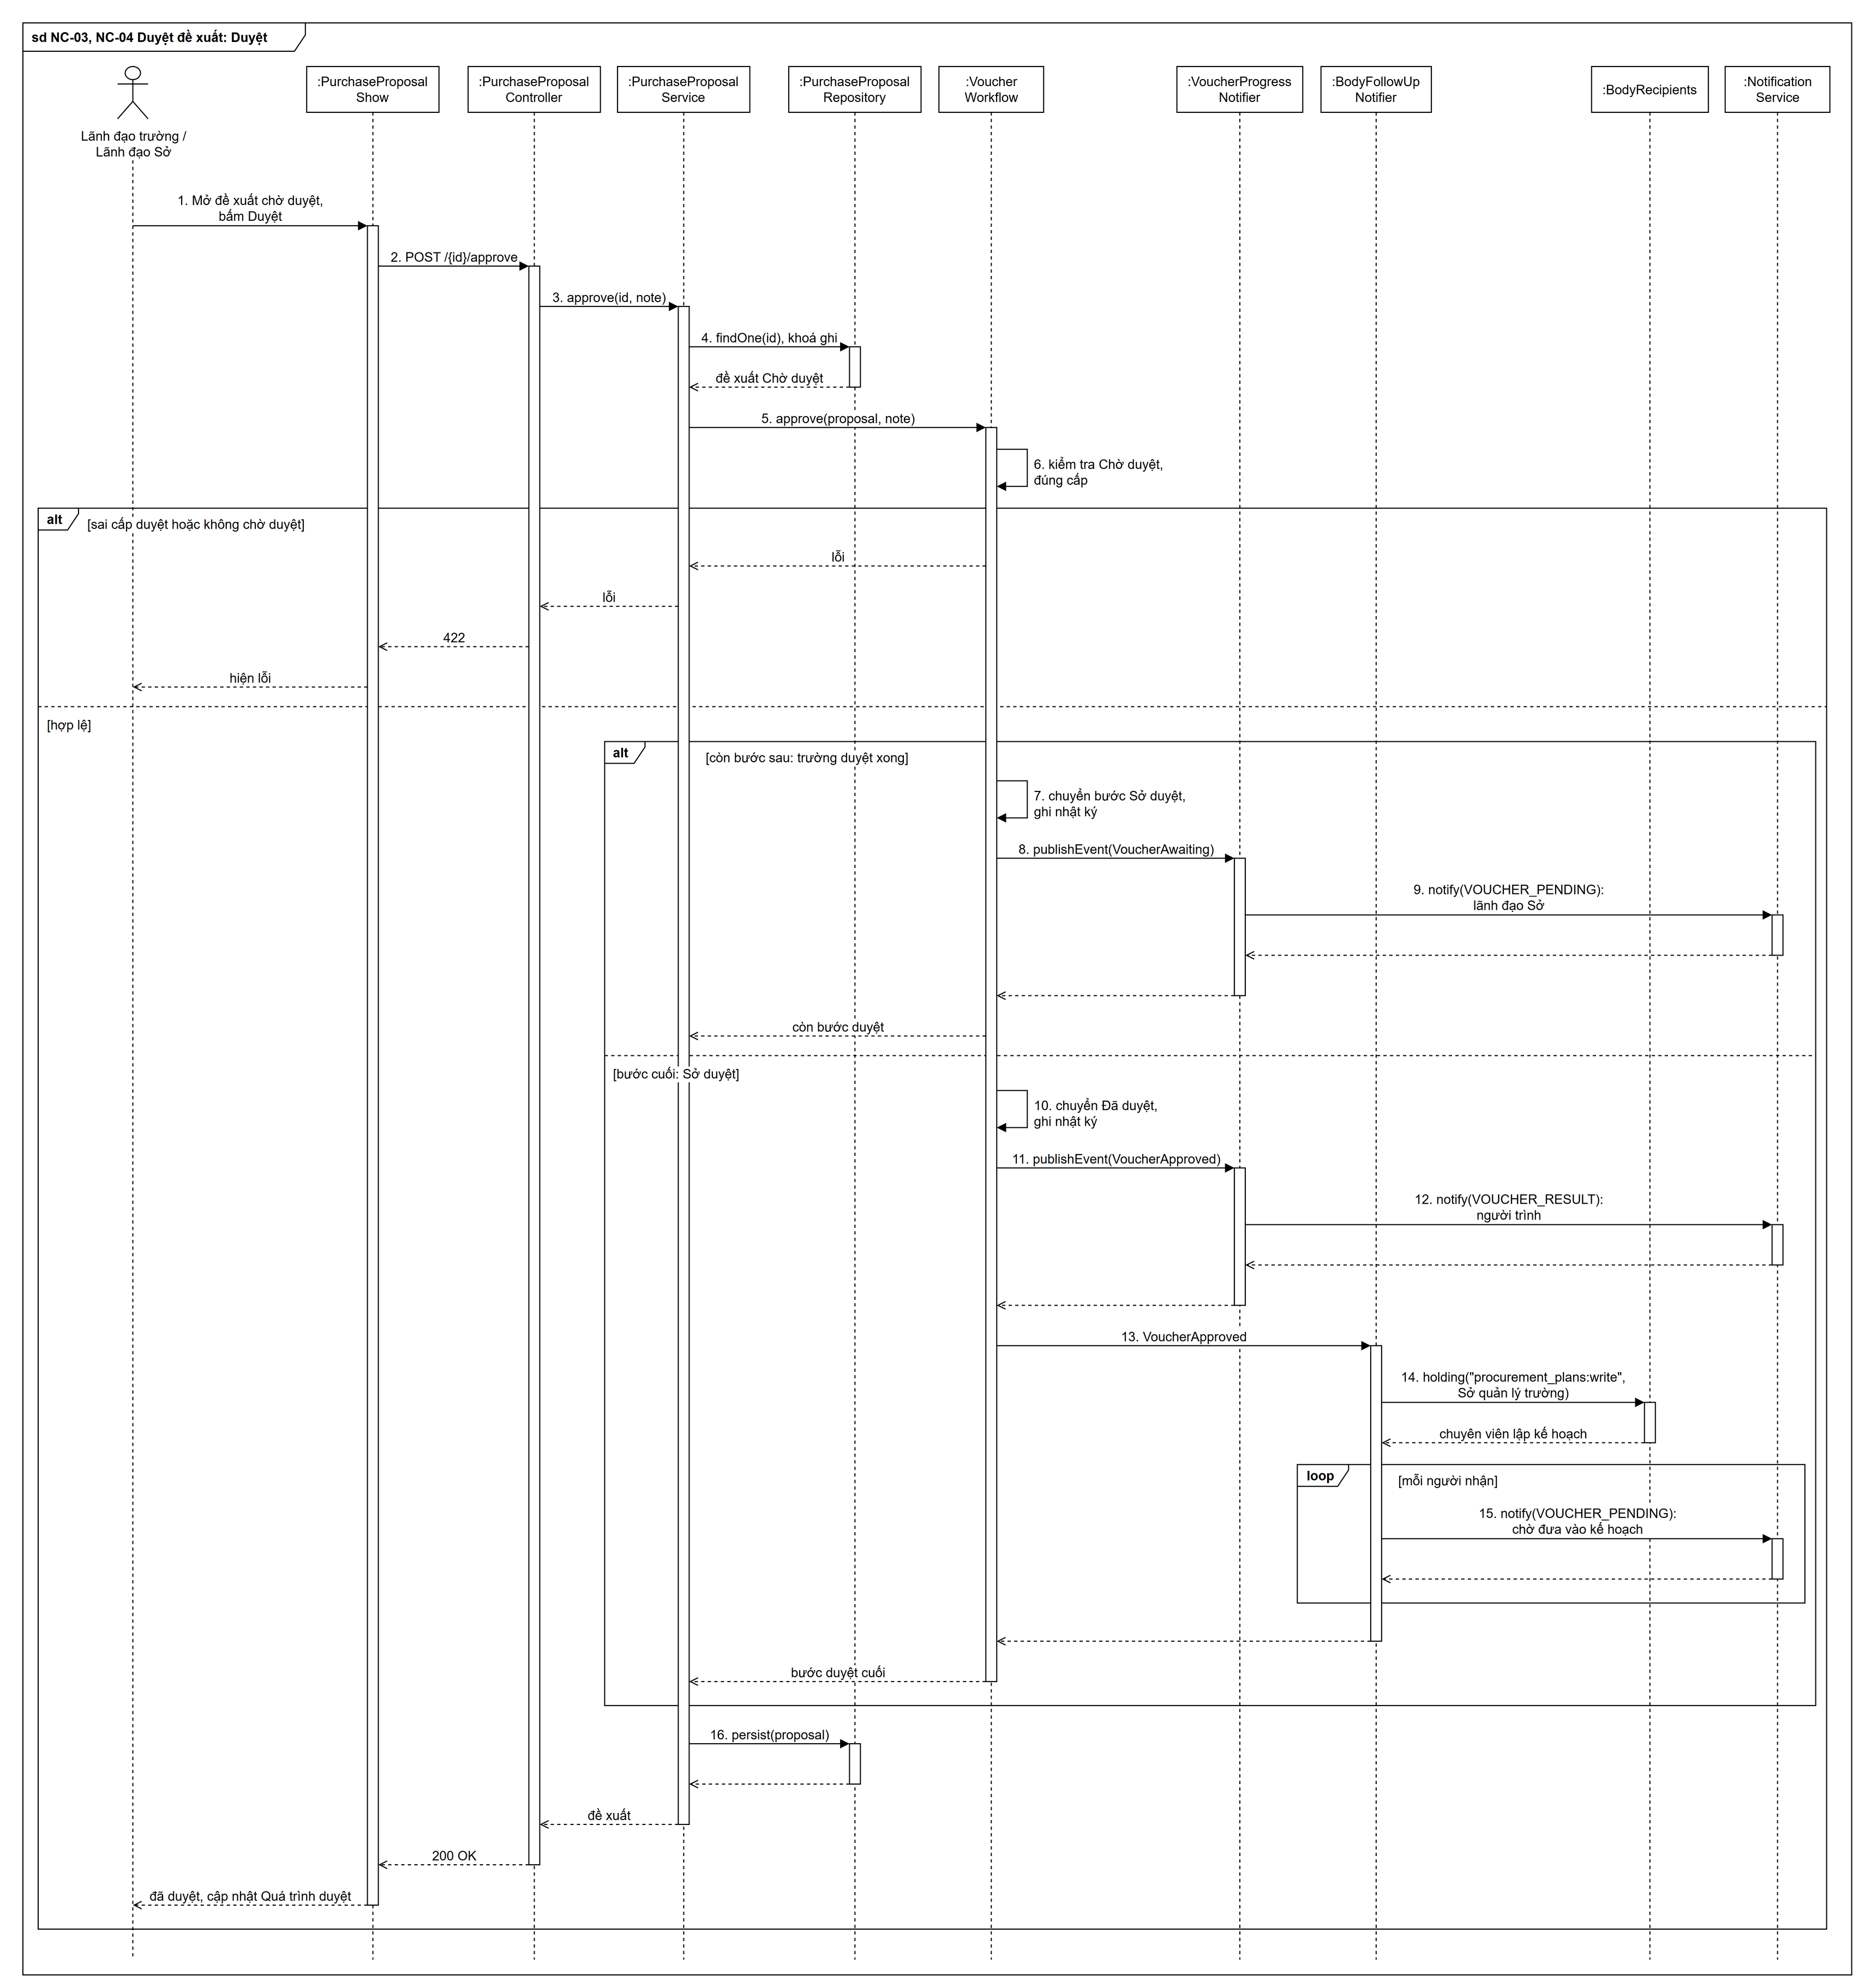 sd NC-03, NC-04 Duyệt đề xuất: Duyệt
:PurchaseProposal
Show
:PurchaseProposal
Controller
:PurchaseProposal
Service
:PurchaseProposal
Repository
:Voucher
Workflow
:VoucherProgress
Notifier
:BodyFollowUp
Notifier
:BodyRecipients
:Notification
Service
Lãnh đạo trường /
Lãnh đạo Sở
1. Mở đề xuất chờ duyệt,
bấm Duyệt
2. POST /{id}/approve
3. approve(id, note)
4. findOne(id), khoá ghi
đề xuất Chờ duyệt
5. approve(proposal, note)
6. kiểm tra Chờ duyệt,
đúng cấp
alt
[sai cấp duyệt hoặc không chờ duyệt]
lỗi
lỗi
422
hiện lỗi
[hợp lệ]
alt
[còn bước sau: trường duyệt xong]
7. chuyển bước Sở duyệt,
ghi nhật ký
8. publishEvent(VoucherAwaiting)
9. notify(VOUCHER_PENDING):
lãnh đạo Sở
còn bước duyệt
[bước cuối: Sở duyệt]
10. chuyển Đã duyệt,
ghi nhật ký
11. publishEvent(VoucherApproved)
12. notify(VOUCHER_RESULT):
người trình
13. VoucherApproved
14. holding("procurement_plans:write",
Sở quản lý trường)
chuyên viên lập kế hoạch
loop
[mỗi người nhận]
15. notify(VOUCHER_PENDING):
chờ đưa vào kế hoạch
bước duyệt cuối
16. persist(proposal)
đề xuất
200 OK
đã duyệt, cập nhật Quá trình duyệt